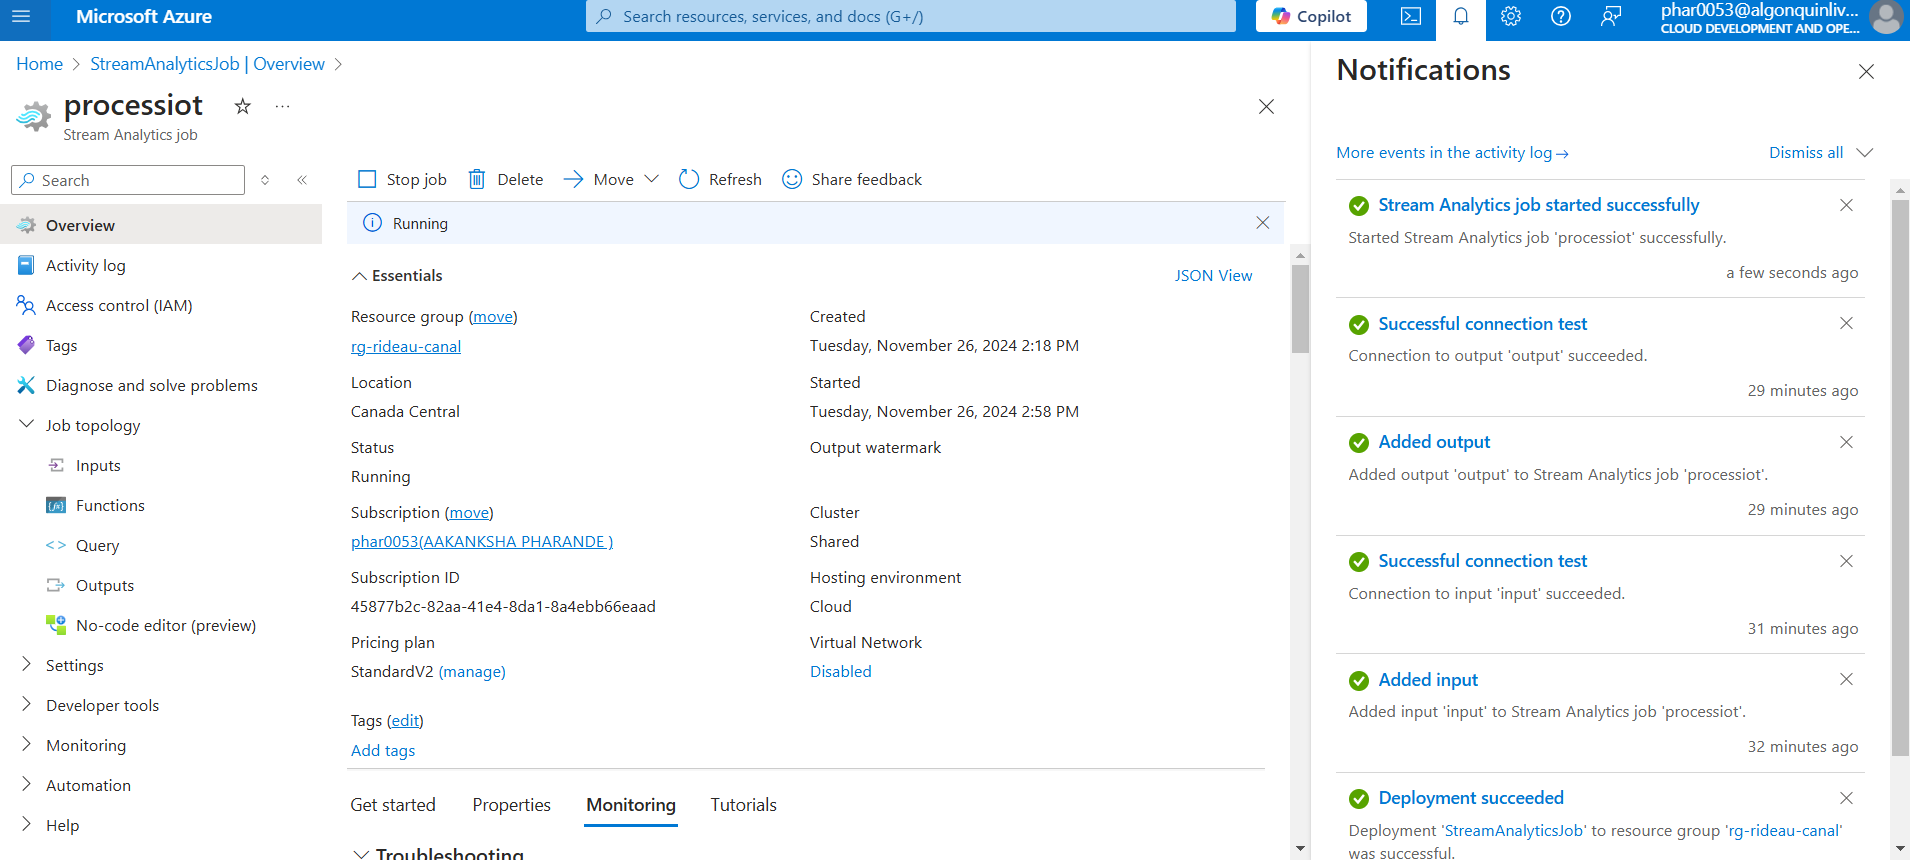 Microsoft Azure
Search resources, services, and docs (G+/)
Copilot
phar0053@algonquinliv...
CLOUD DEVELOPMENT AND OPE...
Home > StreamAnalyticsJob | Overview >
processiot
Stream Analytics job
Search
Overview
Activity log
Access control (IAM)
Tags
Diagnose and solve problems
Job topology
Inputs
Functions
Query
Outputs
No-code editor (preview)
Settings
Developer tools
Monitoring
Automation
Help
Stop job Delete Move Refresh Share feedback
Running
Essentials
JSON View
Resource group (move)
rg-rideau-canal
Location
Canada Central
Status
Running
Subscription (move)
phar0053(AAKANKSHA PHARANDE )
Subscription ID
45877b2c-82aa-41e4-8da1-8a4ebb66eaad
Pricing plan
StandardV2 (manage)
Created
Tuesday, November 26, 2024 2:18 PM
Started
Tuesday, November 26, 2024 2:58 PM
Output watermark
Cluster
Shared
Hosting environment
Cloud
Virtual Network
Disabled
Tags (edit)
Add tags
Get started Properties Monitoring Tutorials
Troubleshooting
Notifications
More events in the activity log →
Dismiss all
Stream Analytics job started successfully
Started Stream Analytics job 'processiot' successfully.
a few seconds ago
Successful connection test
Connection to output 'output' succeeded.
29 minutes ago
Added output
Added output 'output' to Stream Analytics job 'processiot'.
29 minutes ago
Successful connection test
Connection to input 'input' succeeded.
31 minutes ago
Added input
Added input 'input' to Stream Analytics job 'processiot'.
32 minutes ago
Deployment succeeded
Deployment 'StreamAnalyticsJob' to resource group 'rg-rideau-canal'
was successful.